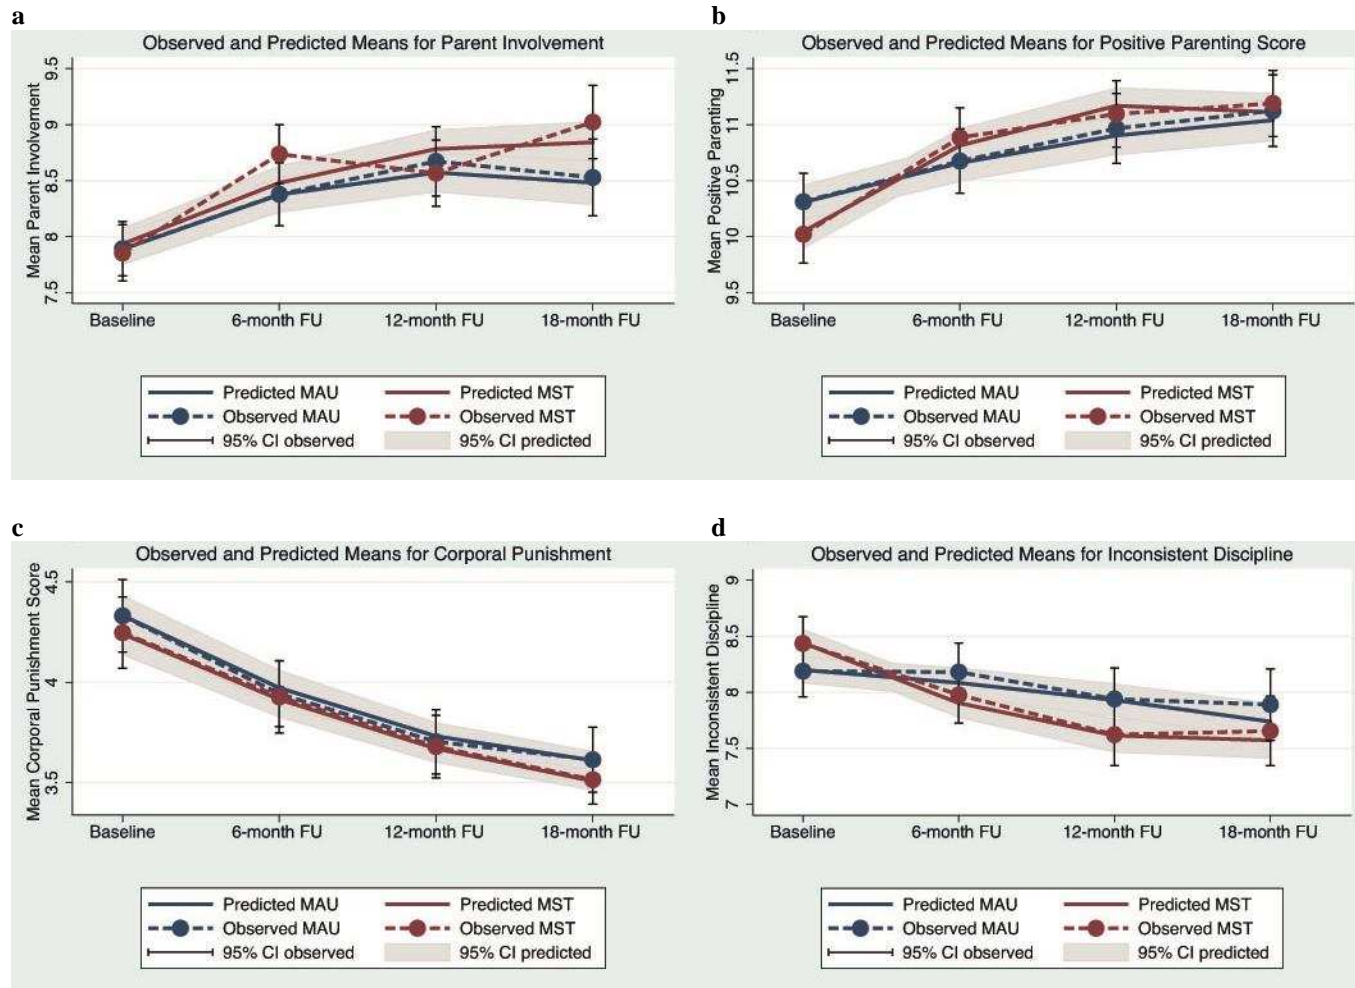 a
Observed and Predicted Means for Parent Involvement
Mean Parent Involvement
9.5
9
8.5
8
7.5
Baseline 6-month FU 12-month FU 18-month FU
Predicted MAU Predicted MST
Observed MAU Observed MST
95% CI observed 95% CI predicted
b
Observed and Predicted Means for Positive Parenting Score
Mean Positive Parenting
11.5
11
10.5
10
9.5
Baseline 6-month FU 12-month FU 18-month FU
Predicted MAU Predicted MST
Observed MAU Observed MST
95% CI observed 95% CI predicted
c
Observed and Predicted Means for Corporal Punishment
Mean Corporal Punishment Score
4.5
4
3.5
Baseline 6-month FU 12-month FU 18-month FU
Predicted MAU Predicted MST
Observed MAU Observed MST
95% CI observed 95% CI predicted
d
Observed and Predicted Means for Inconsistent Discipline
Mean Inconsistent Discipline
9
8.5
8
7.5
7
Baseline 6-month FU 12-month FU 18-month FU
Predicted MAU Predicted MST
Observed MAU Observed MST
95% CI observed 95% CI predicted